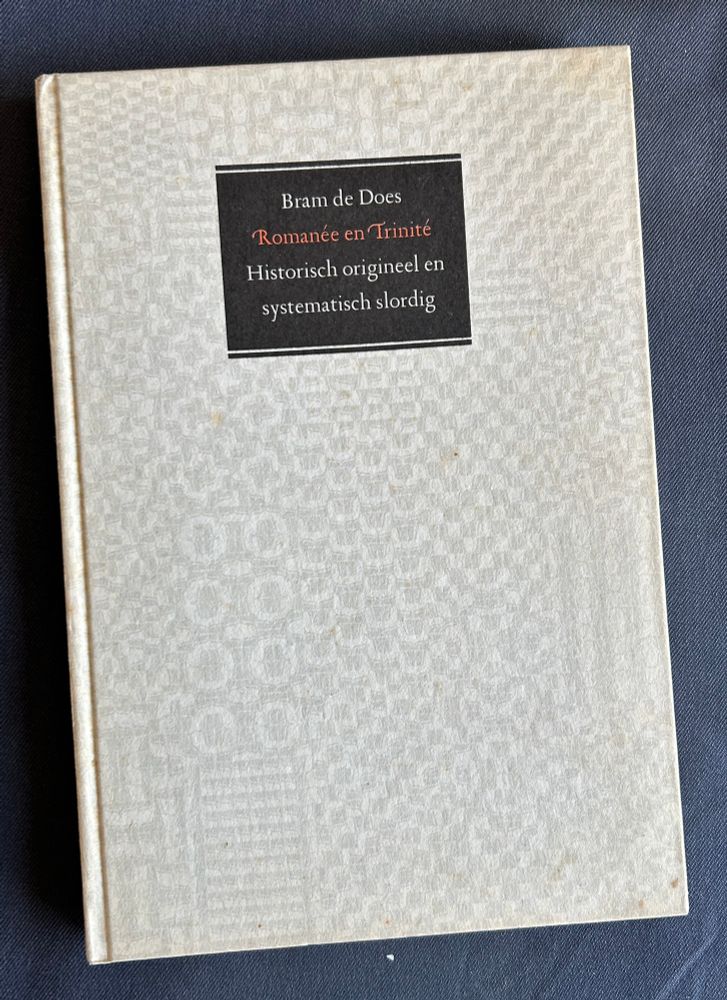 Bram de Does
Romanée en Trinité
Historisch origineel en
systematisch slordig